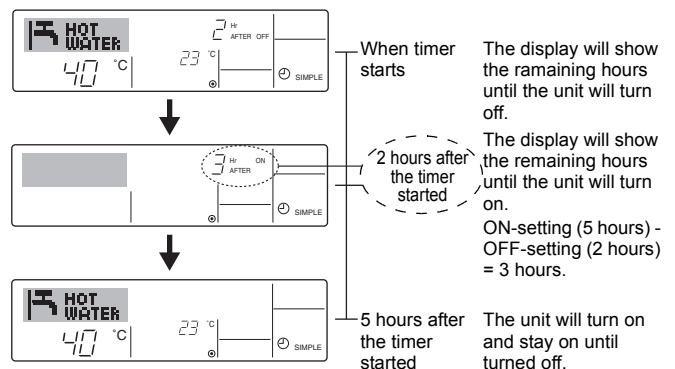 HOT
WATER
2 Hr
AFTER OFF
40 °C
23 °C
SIMPLE
When timer
starts
The display will show
the ramaining hours
until the unit will turn
off.
3 Hr ON
AFTER
SIMPLE
2 hours after
the timer
started
The display will show
the remaining hours
until the unit will turn
on.
ON-setting (5 hours) -
OFF-setting (2 hours)
= 3 hours.
HOT
WATER
40 °C
23 °C
SIMPLE
5 hours after
the timer
started
The unit will turn on
and stay on until
turned off.